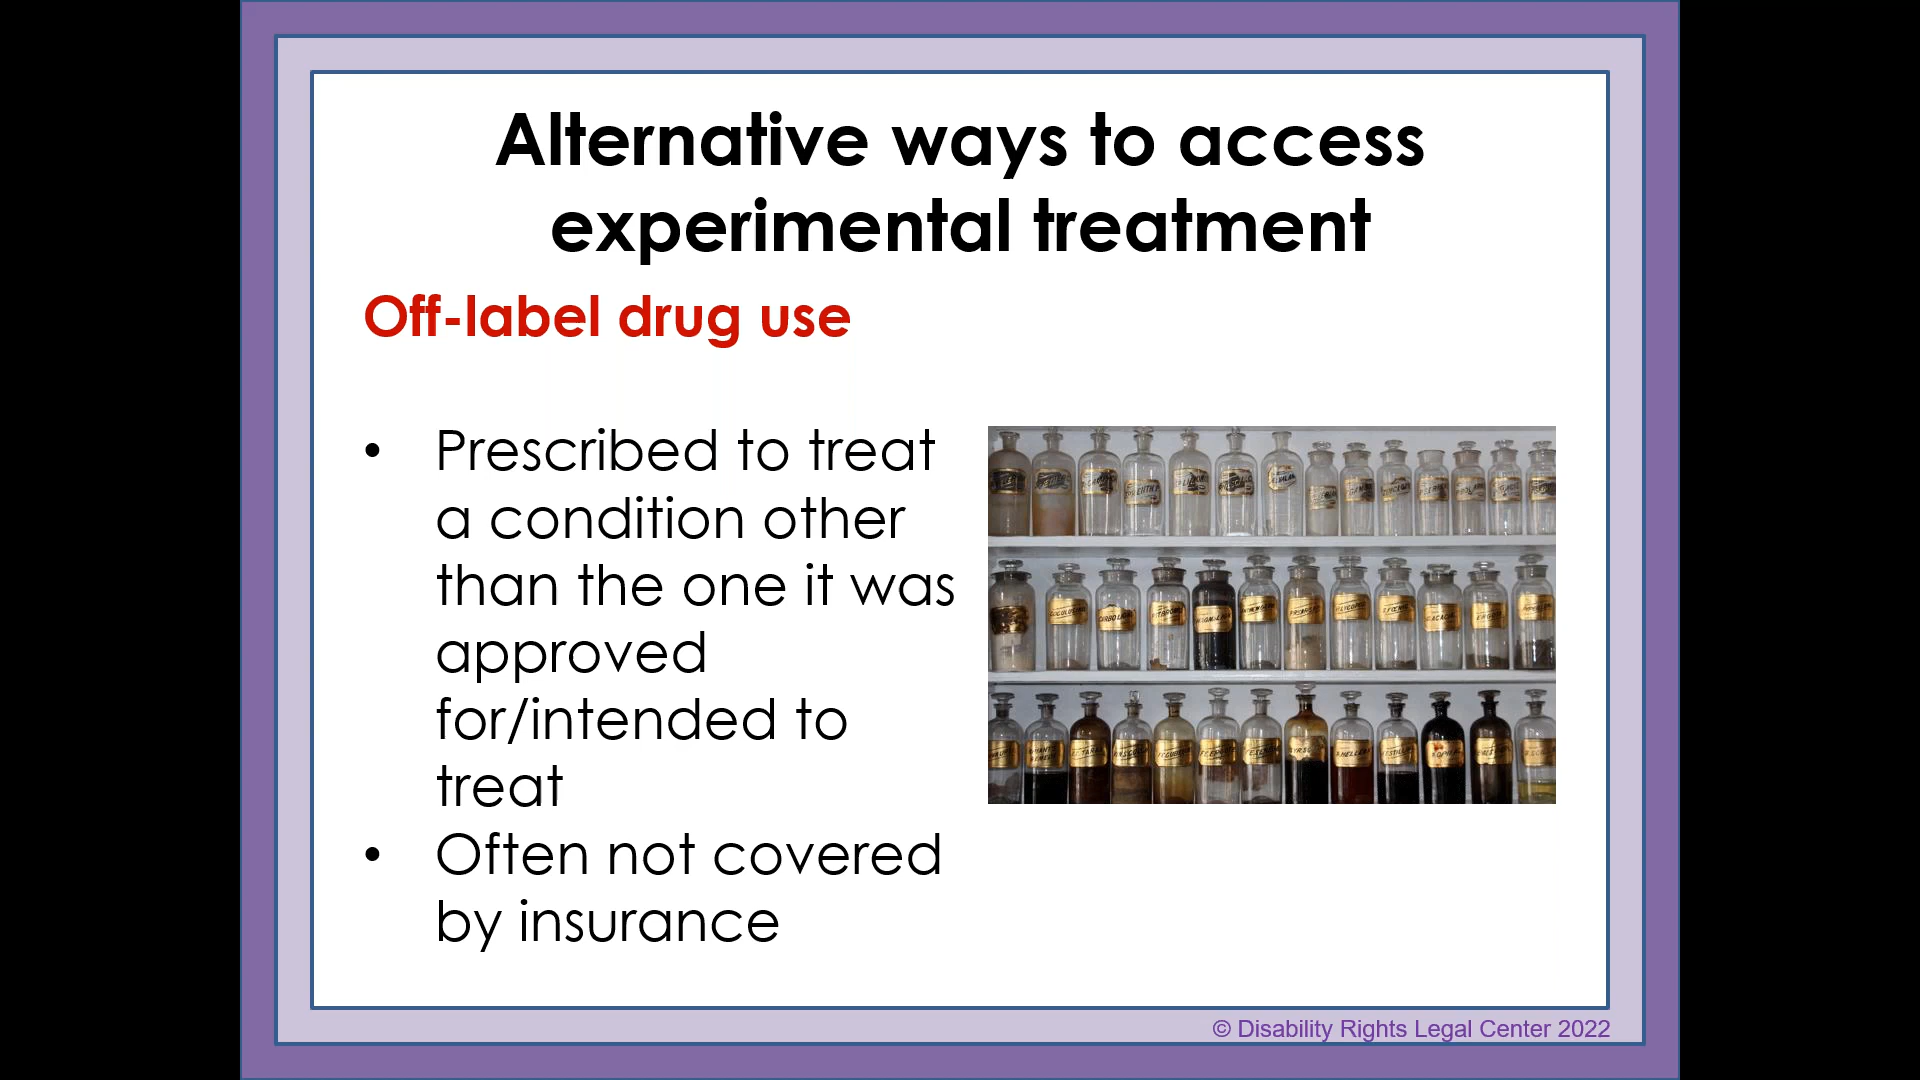 Alternative ways to access
experimental treatment
Off-label drug use
• Prescribed to treat
a condition other
than the one it was
approved
for/intended to
treat
• Often not covered
by insurance
© Disability Rights Legal Center 2022